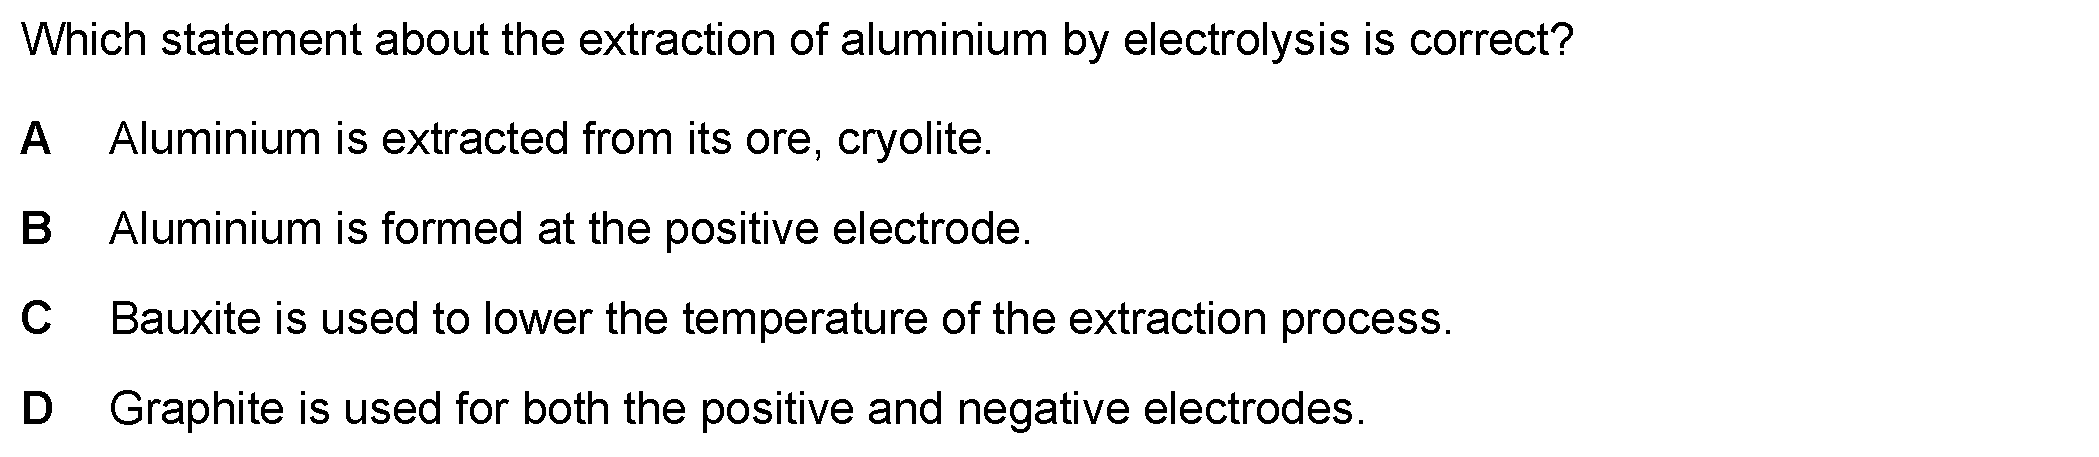 Which statement about the extraction of aluminium by electrolysis is correct?
A Aluminium is extracted from its ore, cryolite.
B Aluminium is formed at the positive electrode.
C Bauxite is used to lower the temperature of the extraction process.
D Graphite is used for both the positive and negative electrodes.